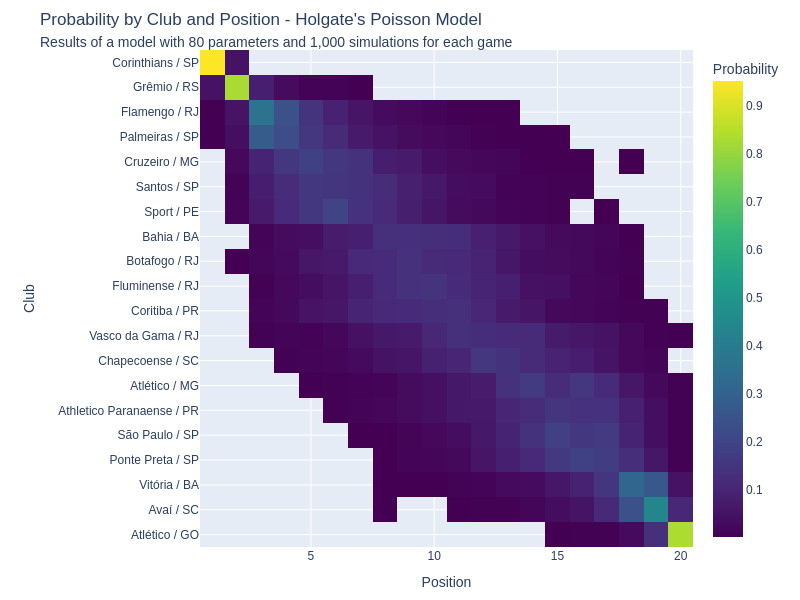 Probability by Club and Position - Holgate's Poisson Model
Results of a model with 80 parameters and 1,000 simulations for each game
Probability
Club
Corinthians / SP
Grêmio / RS
Flamengo / RJ
Palmeiras / SP
Cruzeiro / MG
Santos / SP
Sport / PE
Bahia / BA
Botafogo / RJ
Fluminense / RJ
Coritiba / PR
Vasco da Gama / RJ
Chapecoense / SC
Atlético / MG
Athletico Paranaense / PR
São Paulo / SP
Ponte Preta / SP
Vitória / BA
Avaí / SC
Atlético / GO
5
10
15
20
Position
0.9
0.8
0.7
0.6
0.5
0.4
0.3
0.2
0.1